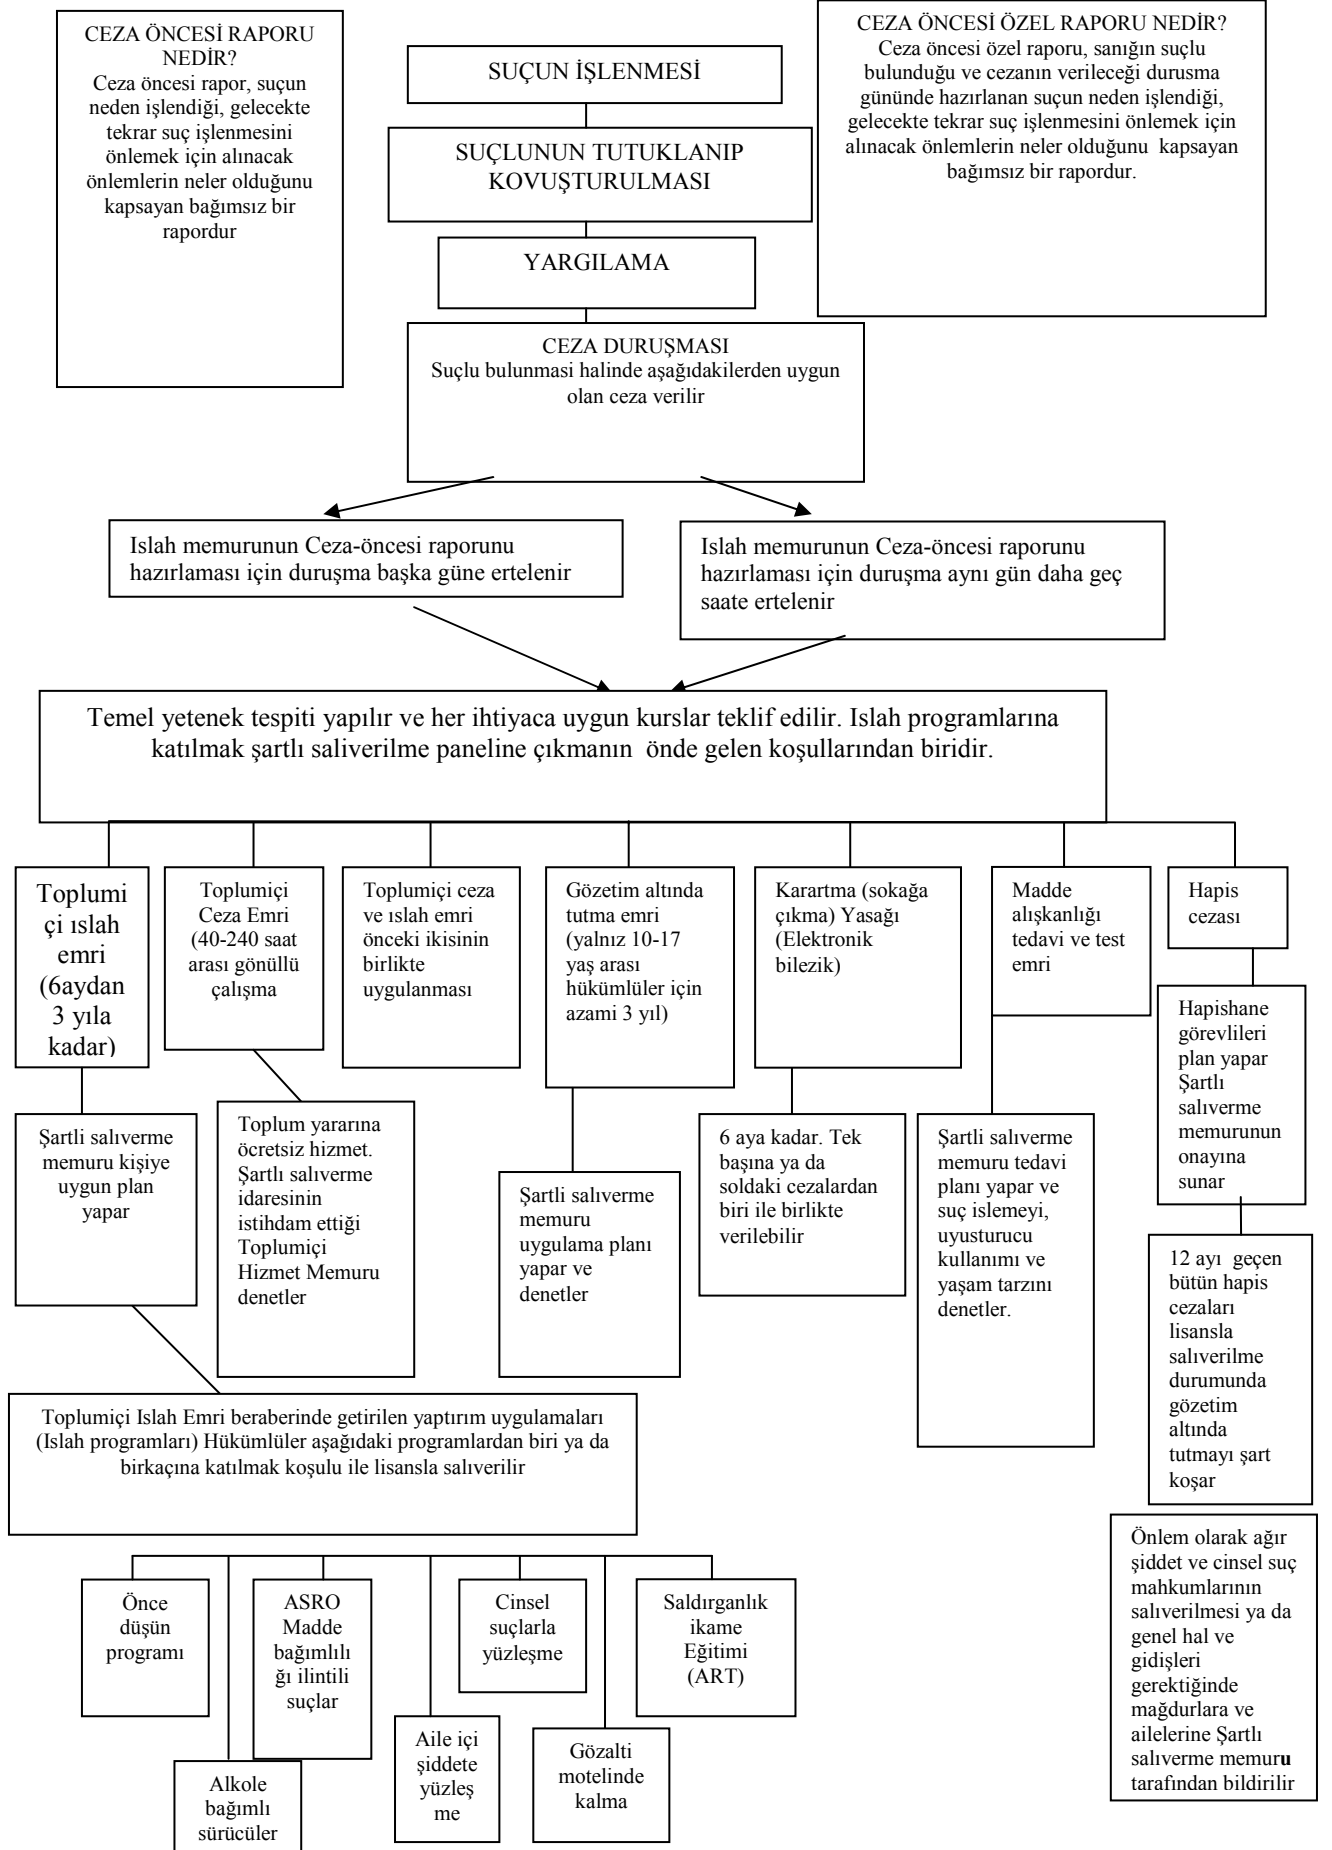 CEZA ÖNCESİ RAPORU
NEDİR?
Ceza öncesi rapor, suçun
neden işlendiği, gelecekte
tekrar suç işlenmesini
önlemek için alınacak
önlemlerin neler olduğunu
kapsayan bağımsız bir
rapordur
SUÇUN İŞLENMESİ
SUÇLUNUN TUTUKLANIP
KOVUŞTURULMASI
YARGILAMA
CEZA ÖNCESİ ÖZEL RAPORU NEDİR?
Ceza öncesi özel raporu, sanığın suçlu
bulunduğu ve cezanın verileceği durusma
gününde hazırlanan suçun neden işlendiği,
gelecekte tekrar suç işlenmesini önlemek için
alınacak önlemlerin neler olduğunu  kapsayan
bağımsız bir rapordur.
CEZA DURUŞMASI
Suçlu bulunmasi halinde aşağıdakilerden uygun
olan ceza verilir
Islah memurunun Ceza-öncesi raporunu
hazırlaması için duruşma başka güne ertelenir
Islah memurunun Ceza-öncesi raporunu
hazırlaması için duruşma aynı gün daha geç
saate ertelenir
Temel yetenek tespiti yapılır ve her ihtiyaca uygun kurslar teklif edilir. Islah programlarına
katılmak şartlı saliverilme paneline çıkmanın  önde gelen koşullarından biridir.
Toplumi
çi ıslah
emri
(6aydan
3 yıla
kadar)
Toplumiçi
Ceza Emri
(40-240 saat
arası gönüllü
çalışma
Toplumiçi ceza
ve ıslah emri
önceki ikisinin
birlikte
uygulanması
Gözetim altında
tutma emri
(yalnız 10-17
yaş arası
hükümlüler için
azami 3 yıl)
Karartma (sokağa
çıkma) Yasağı
(Elektronik
bilezik)
Madde
alışkanlığı
tedavi ve test
emri
Hapis
cezası
Şartli salıverme
memuru kişiye
uygun plan
yapar
Toplum yararına
öcretsiz hizmet.
Şartlı salıverme
idaresinin
istihdam ettiği
Toplumiçi
Hizmet Memuru
denetler
Şartli salıverme
memuru
uygulama planı
yapar ve
denetler
6 aya kadar. Tek
başına ya da
soldaki cezalardan
biri ile birlikte
verilebilir
Şartli salıverme
memuru tedavi
planı yapar ve
suç islemeyi,
uyusturucu
kullanımı ve
yaşam tarzını
denetler.
Hapishane
görevlileri
plan yapar
Şartlı
salıverme
memurunun
onayına
sunar
12 ayı  geçen
bütün hapis
cezaları
lisansla
salıverilme
durumunda
gözetim
altında
tutmayı şart
koşar
Toplumiçi Islah Emri beraberinde getirilen yaptırım uygulamaları
(Islah programları) Hükümlüler aşağıdaki programlardan biri ya da
birkaçına katılmak koşulu ile lisansla salıverilir
Önce
düşün
programı
ASRO
Madde
bağımlılı
ğı ilintili
suçlar
Cinsel
suçlarla
yüzleşme
Saldırganlık
ikame
Eğitimi
(ART)
Alkole
bağımlı
sürücüler
Aile içi
şiddete
yüzleş
me
Gözalti
motelinde
kalma
Önlem olarak ağır
şiddet ve cinsel suç
mahkumlarının
salıverilmesi ya da
genel hal ve
gidişleri
gerektiğinde
mağdurlara ve
ailelerine Şartlı
salıverme memuru
tarafından bildirilir